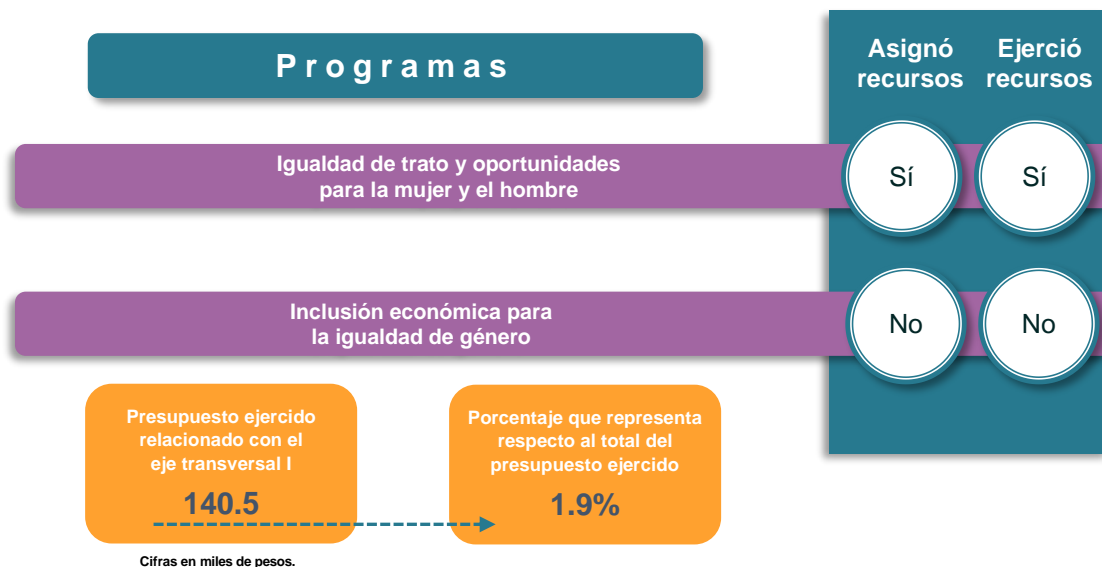 Programas
Asignó
recursos
Ejerció
recursos
Igualdad de trato y oportunidades
para la mujer y el hombre
Sí
Sí
Inclusión económica para
la igualdad de género
No
No
Presupuesto ejercido
relacionado con el
eje transversal I
140.5
Porcentaje que representa
respecto al total del
presupuesto ejercido
1.9%
Cifras en miles de pesos.